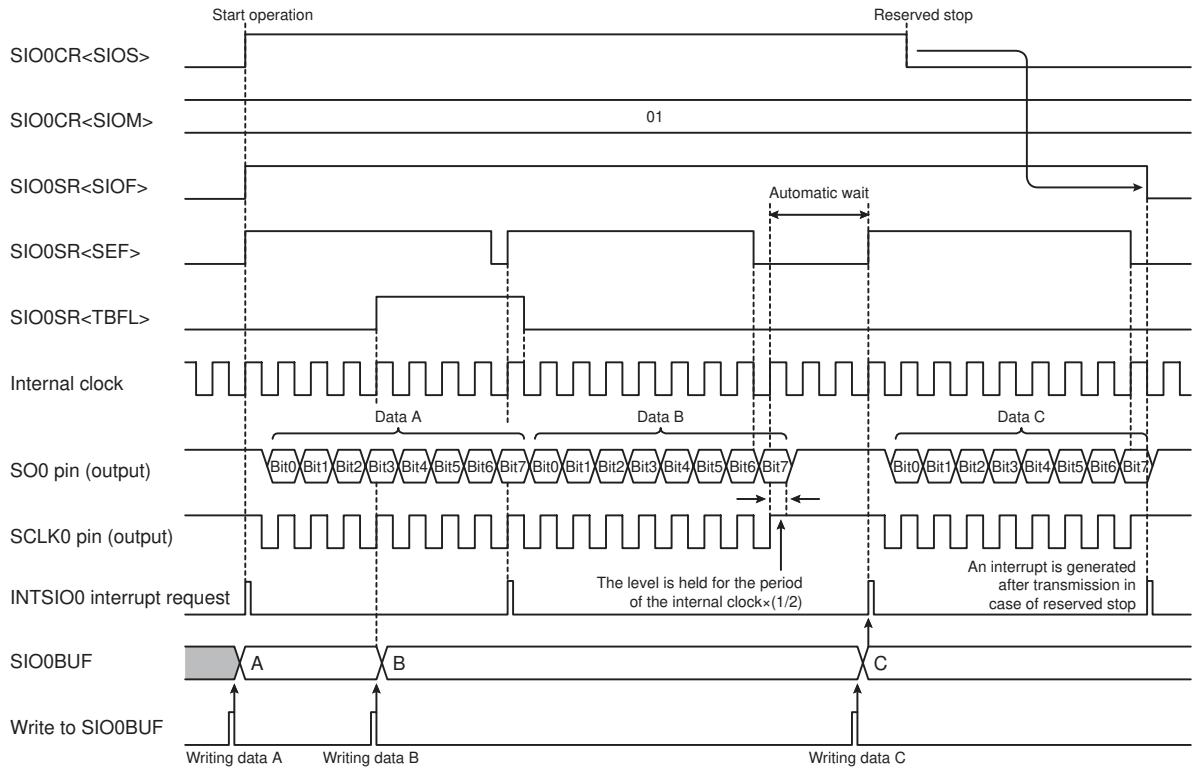 Start operation
Reserved stop
SIO0CR<SIOS>
SIO0CR<SIOM>
01
SIO0SR<SIOF>
Automatic wait
SIO0SR<SEF>
SIO0SR<TBFL>
Internal clock
Data A
Data B
Data C
SO0 pin (output)
Bit0 Bit1 Bit2 Bit3 Bit4 Bit5 Bit6 Bit7 Bit0 Bit1 Bit2 Bit3 Bit4 Bit5 Bit6 Bit7 Bit0 Bit1 Bit2 Bit3 Bit4 Bit5 Bit6 Bit7
SCLK0 pin (output)
The level is held for the period
of the internal clock×(1/2)
An interrupt is generated
after transmission in
case of reserved stop
INTSIO0 interrupt request
SIO0BUF
A
B
C
Write to SIO0BUF
Writing data A
Writing data B
Writing data C